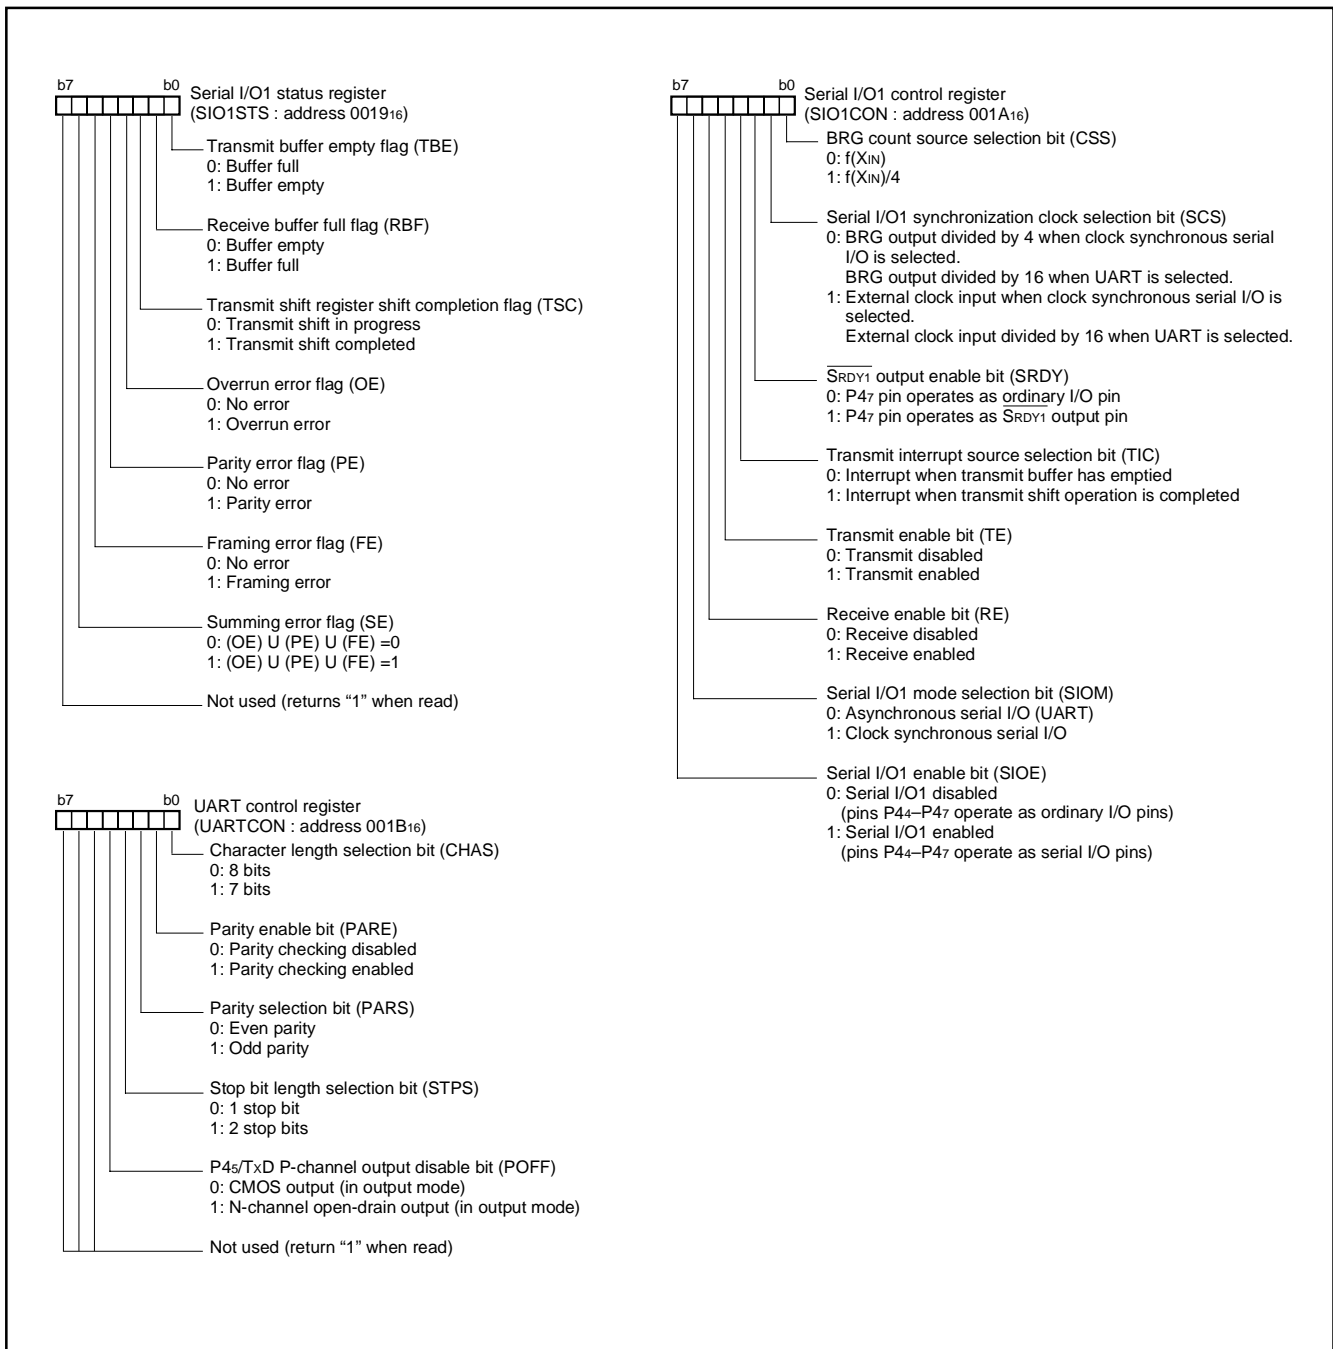 b7 b0
Serial I/O1 status register
(SIO1STS : address 0019₁₆)
Transmit buffer empty flag (TBE)
0: Buffer full
1: Buffer empty
Receive buffer full flag (RBF)
0: Buffer empty
1: Buffer full
Transmit shift register shift completion flag (TSC)
0: Transmit shift in progress
1: Transmit shift completed
Overrun error flag (OE)
0: No error
1: Overrun error
Parity error flag (PE)
0: No error
1: Parity error
Framing error flag (FE)
0: No error
1: Framing error
Summing error flag (SE)
0: (OE) U (PE) U (FE) =0
1: (OE) U (PE) U (FE) =1
Not used (returns “1” when read)
b7 b0
UART control register
(UARTCON : address 001B₁₆)
Character length selection bit (CHAS)
0: 8 bits
1: 7 bits
Parity enable bit (PARE)
0: Parity checking disabled
1: Parity checking enabled
Parity selection bit (PARS)
0: Even parity
1: Odd parity
Stop bit length selection bit (STPS)
0: 1 stop bit
1: 2 stop bits
P4₅/TxD P-channel output disable bit (POFF)
0: CMOS output (in output mode)
1: N-channel open-drain output (in output mode)
Not used (return “1” when read)
b7 b0
Serial I/O1 control register
(SIO1CON : address 001A₁₆)
BRG count source selection bit (CSS)
0: f(XIN)
1: f(XIN)/4
Serial I/O1 synchronization clock selection bit (SCS)
0: BRG output divided by 4 when clock synchronous serial
I/O is selected.
BRG output divided by 16 when UART is selected.
1: External clock input when clock synchronous serial I/O is
selected.
External clock input divided by 16 when UART is selected.
SRDY1 output enable bit (SRDY)
0: P4₇ pin operates as ordinary I/O pin
1: P4₇ pin operates as SRDY1 output pin
Transmit interrupt source selection bit (TIC)
0: Interrupt when transmit buffer has emptied
1: Interrupt when transmit shift operation is completed
Transmit enable bit (TE)
0: Transmit disabled
1: Transmit enabled
Receive enable bit (RE)
0: Receive disabled
1: Receive enabled
Serial I/O1 mode selection bit (SIOM)
0: Asynchronous serial I/O (UART)
1: Clock synchronous serial I/O
Serial I/O1 enable bit (SIOE)
0: Serial I/O1 disabled
(pins P4₄–P4₇ operate as ordinary I/O pins)
1: Serial I/O1 enabled
(pins P4₄–P4₇ operate as serial I/O pins)